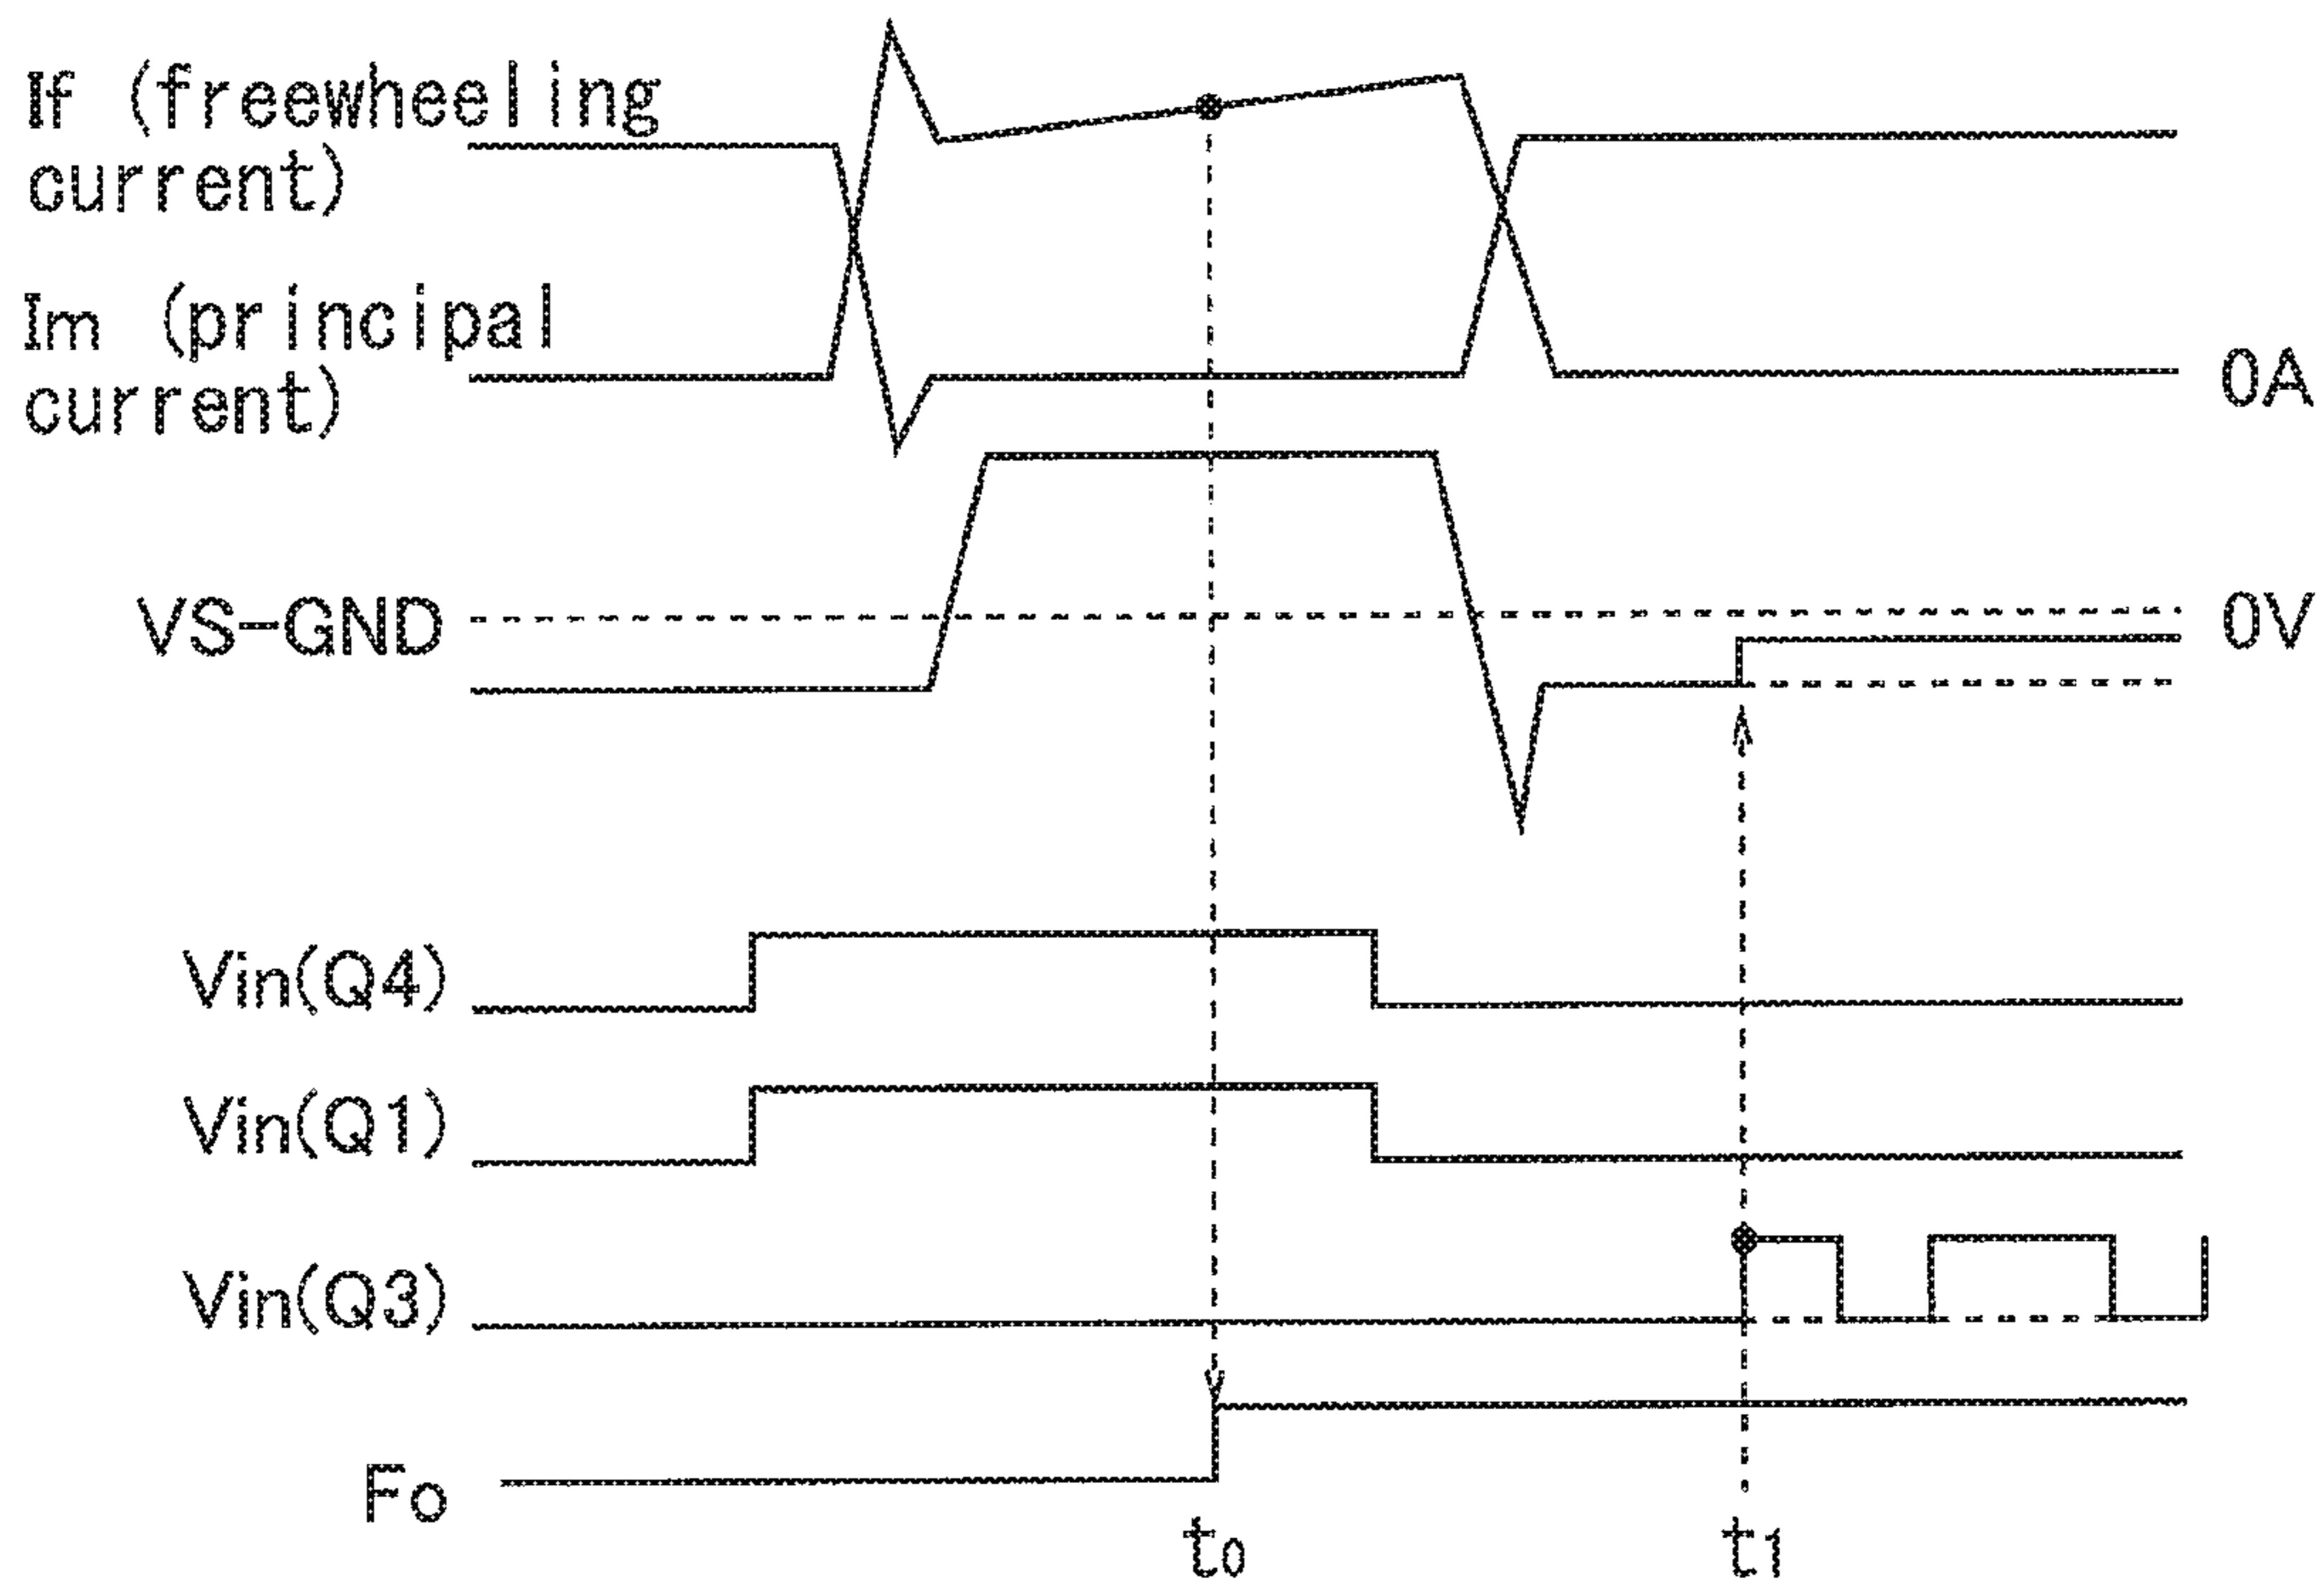 If (freewheeling
current)
Im (principal
current)
0A
VS-GND
0V
Vin(Q4)
Vin(Q1)
Vin(Q3)
Fo
t0
t1